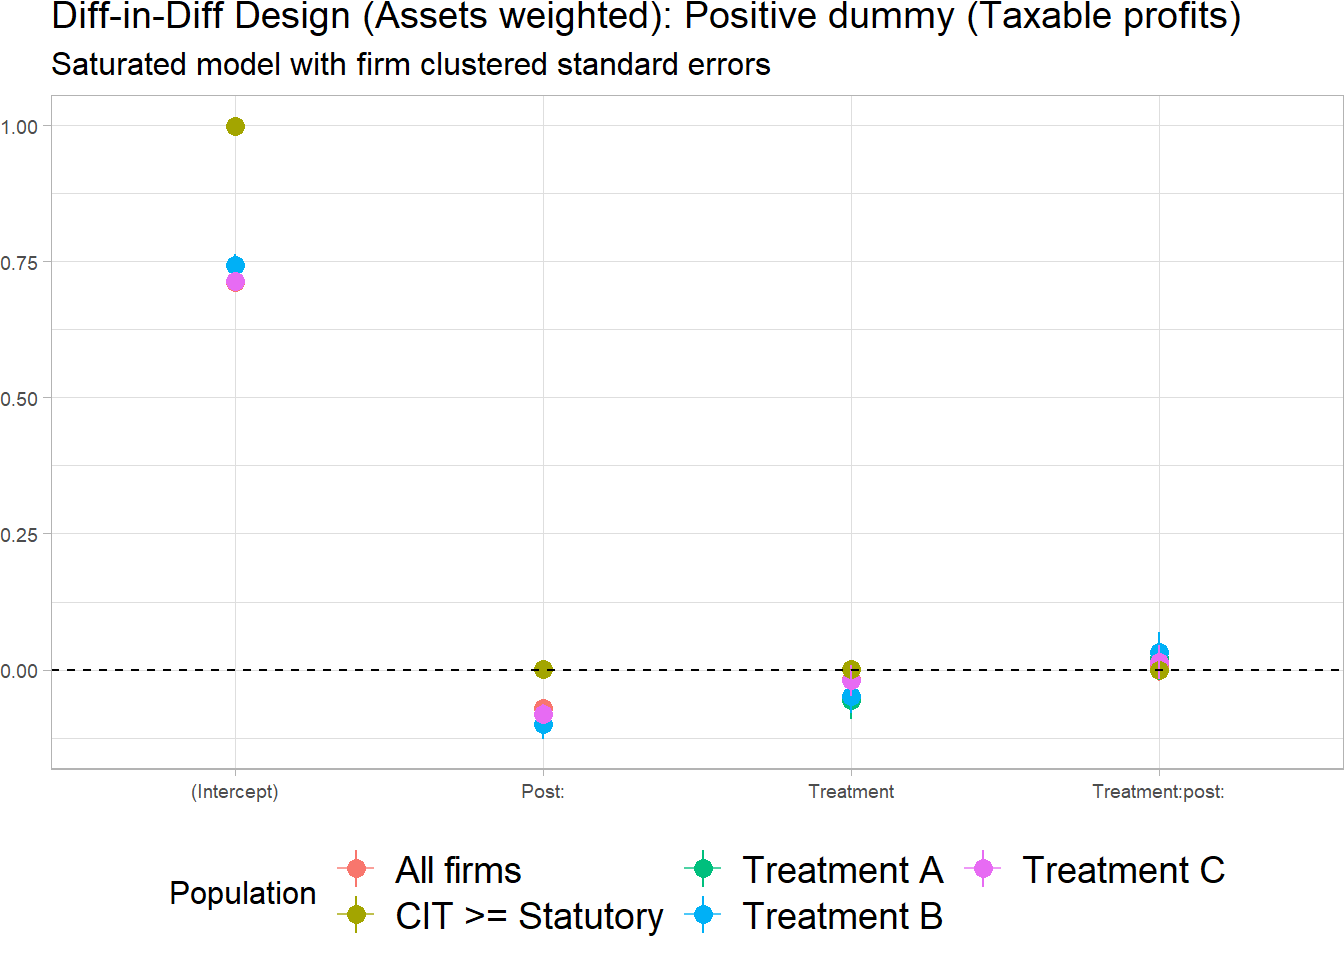 Diff-in-Diff Design (Assets weighted): Positive dummy (Taxable profits)
Saturated model with firm clustered standard errors
1.00
0.75
0.50
0.25
0.00
(Intercept) Post: Treatment Treatment:post:
Population
All firms Treatment A Treatment C
CIT >= Statutory Treatment B